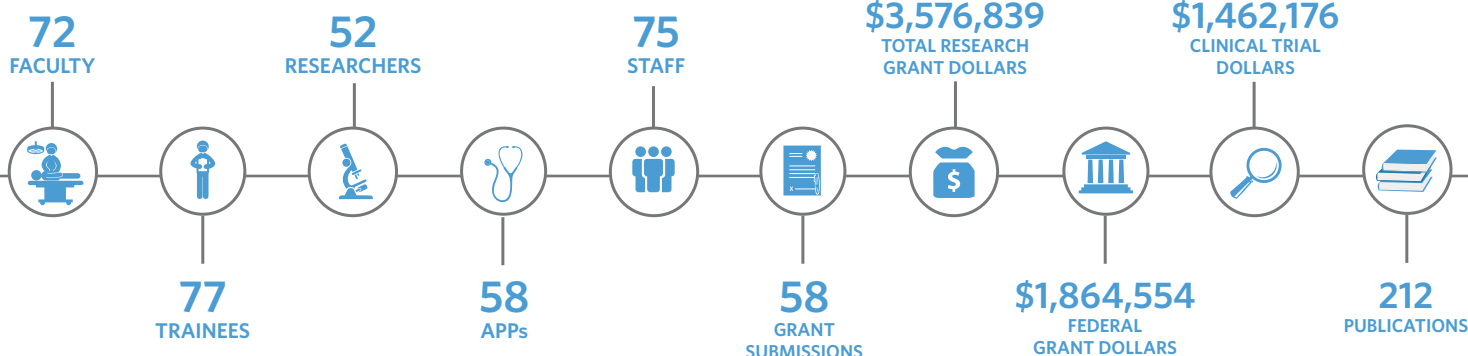 72
FACULTY
77
TRAINEES
52
RESEARCHERS
58
APPs
75
STAFF
58
GRANT
SUBMISSIONS
$3,576,839
TOTAL RESEARCH
GRANT DOLLARS
$
$1,864,554
FEDERAL
GRANT DOLLARS
$1,462,176
CLINICAL TRIAL
DOLLARS
212
PUBLICATIONS